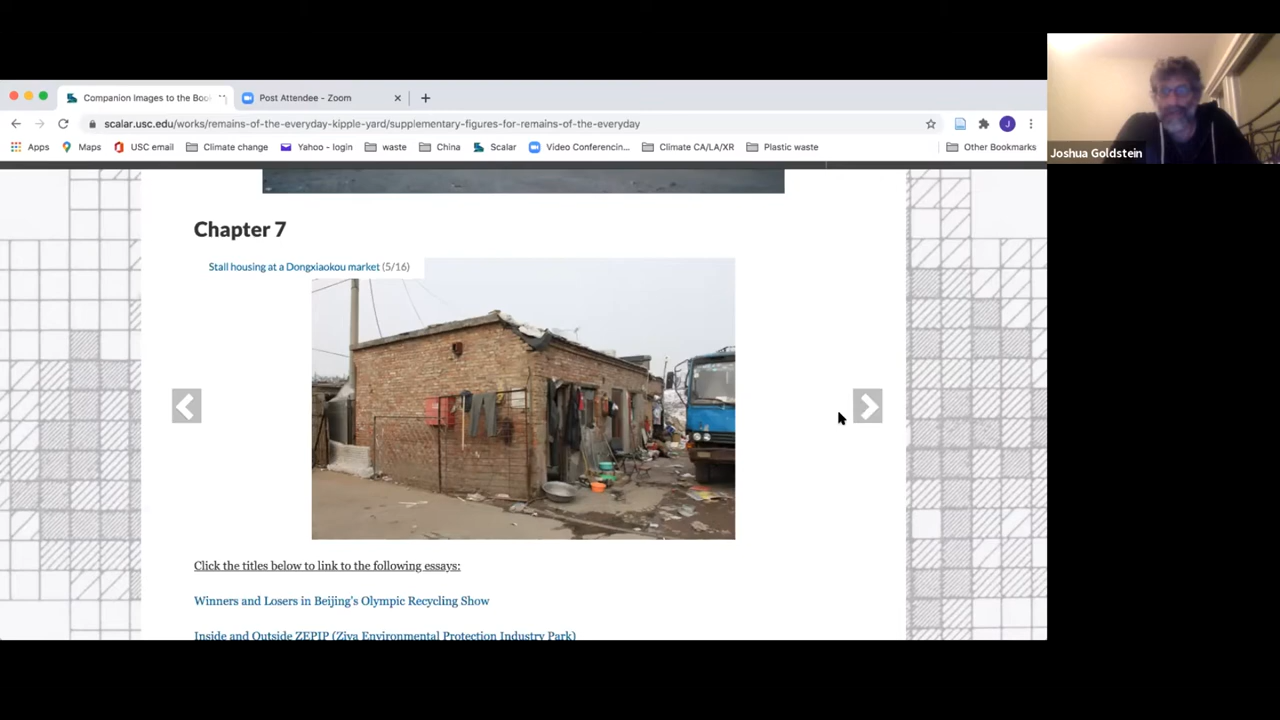 Companion Images to the Boo
Post Attendee - Zoom
scalar.usc.edu/works/remains-of-the-everyday-kipple-yard/supplementary-figures-for-remains-of-the-everyday
J
Apps
Maps
USC email
Climate change
Yahoo - login
waste
China
Scalar
Video Conferencin...
Climate CA/LA/XR
Plastic waste
Other Bookmarks
Joshua Goldstein
Chapter 7
Stall housing at a Dongxiaokou market (5/16)
Click the titles below to link to the following essays:
Winners and Losers in Beijing's Olympic Recycling Show
Inside and Outside ZEPIP (Ziya Environmental Protection Industry Park)